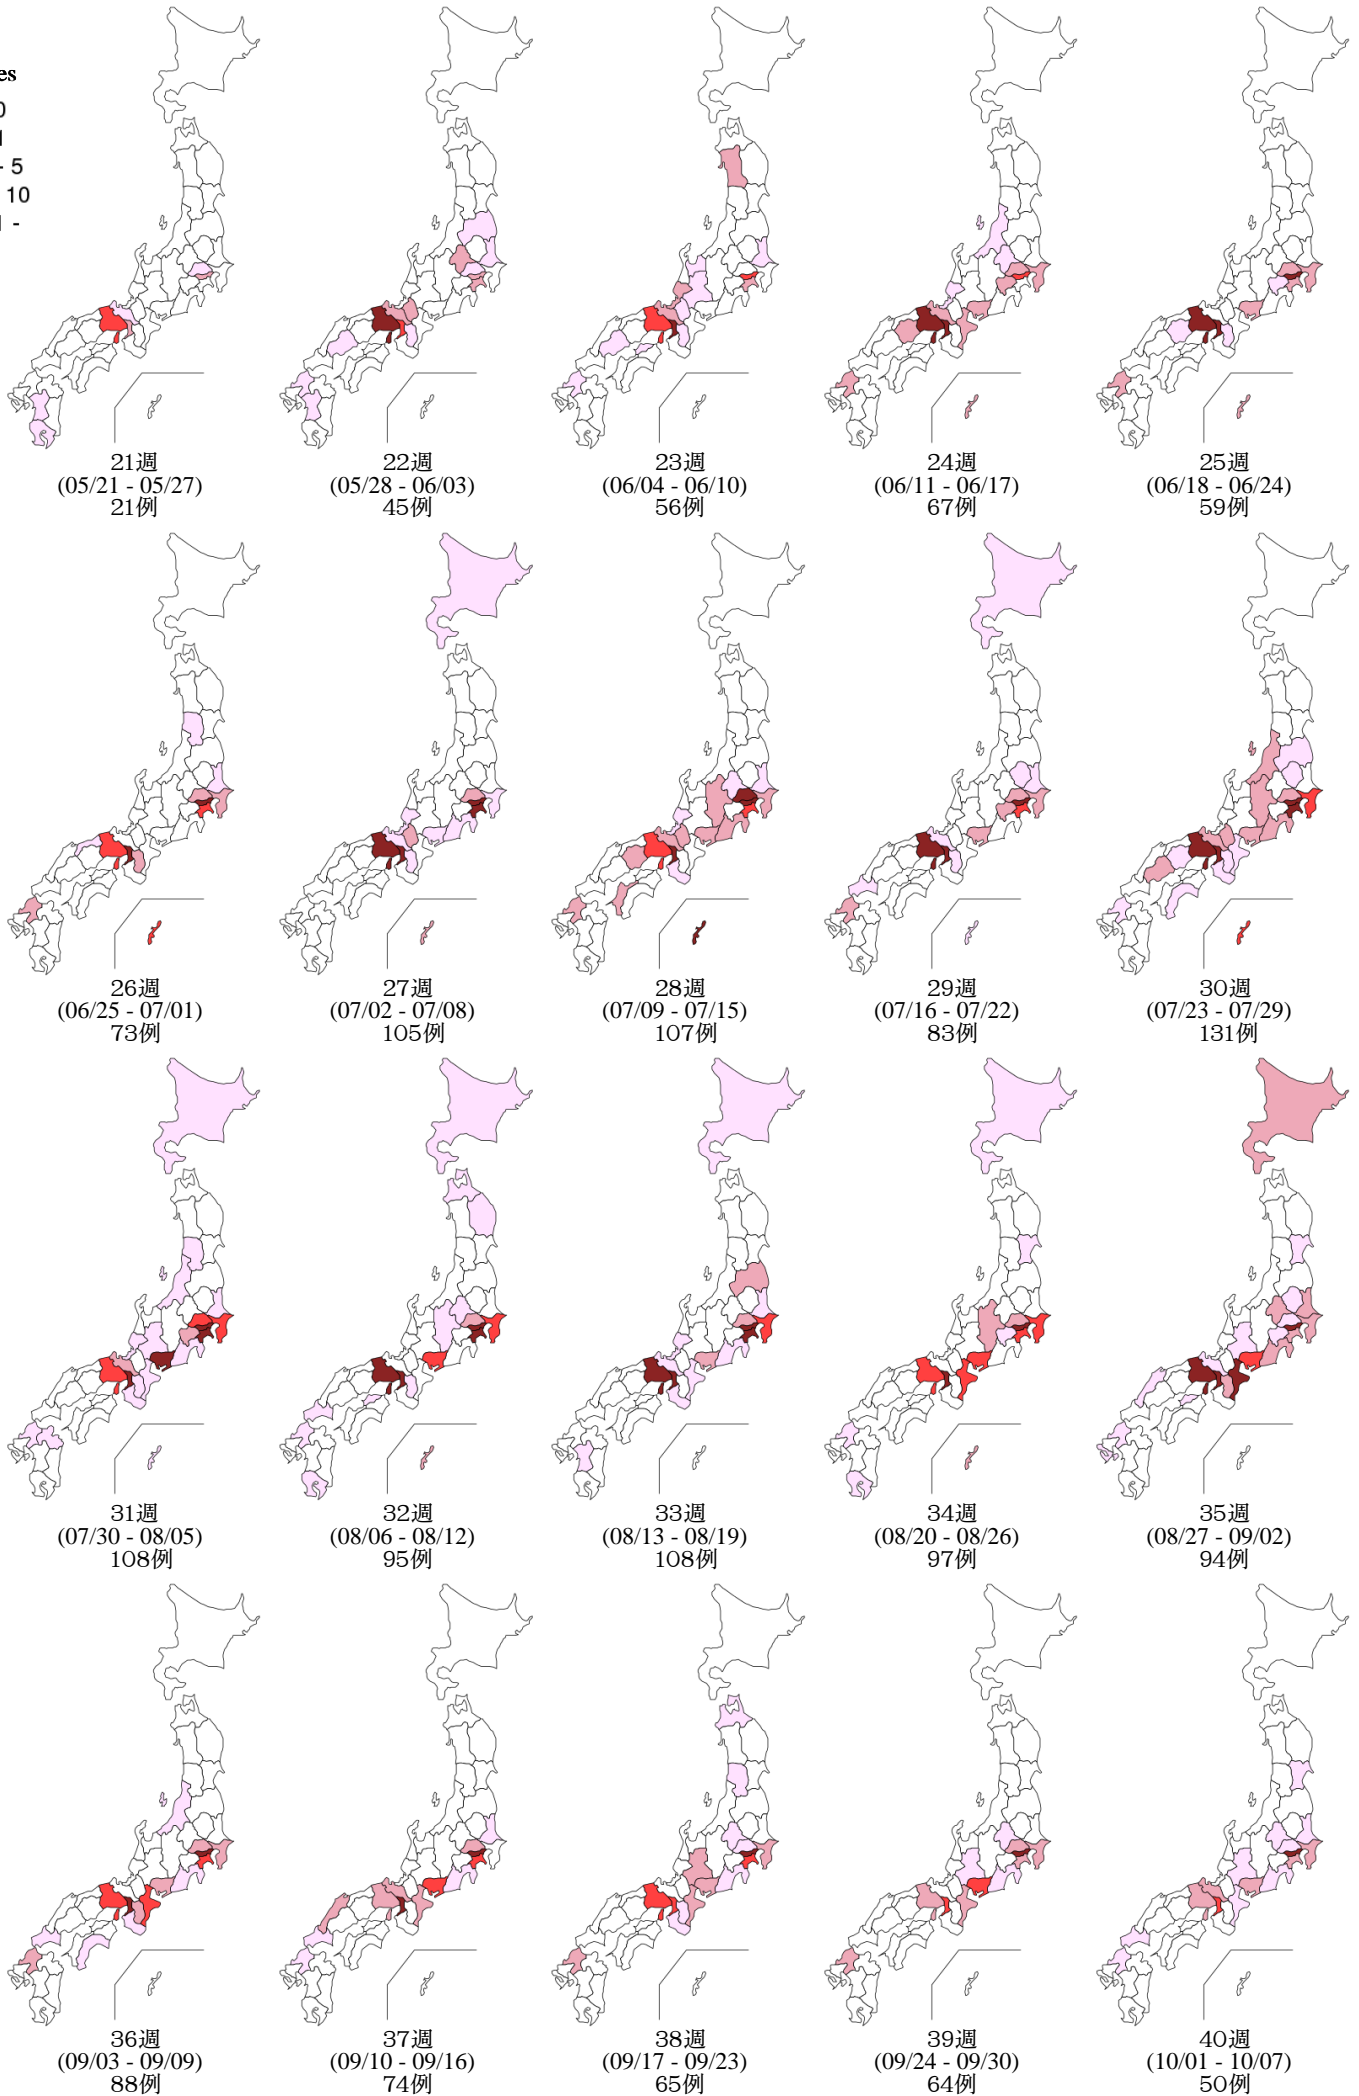 es
0
1
- 5
10
1 -
21週
(05/21 - 05/27)
21例
22週
(05/28 - 06/03)
45例
23週
(06/04 - 06/10)
56例
24週
(06/11 - 06/17)
67例
25週
(06/18 - 06/24)
59例
26週
(06/25 - 07/01)
73例
27週
(07/02 - 07/08)
105例
28週
(07/09 - 07/15)
107例
29週
(07/16 - 07/22)
83例
30週
(07/23 - 07/29)
131例
31週
(07/30 - 08/05)
108例
32週
(08/06 - 08/12)
95例
33週
(08/13 - 08/19)
108例
34週
(08/20 - 08/26)
97例
35週
(08/27 - 09/02)
94例
36週
(09/03 - 09/09)
88例
37週
(09/10 - 09/16)
74例
38週
(09/17 - 09/23)
65例
39週
(09/24 - 09/30)
64例
40週
(10/01 - 10/07)
50例